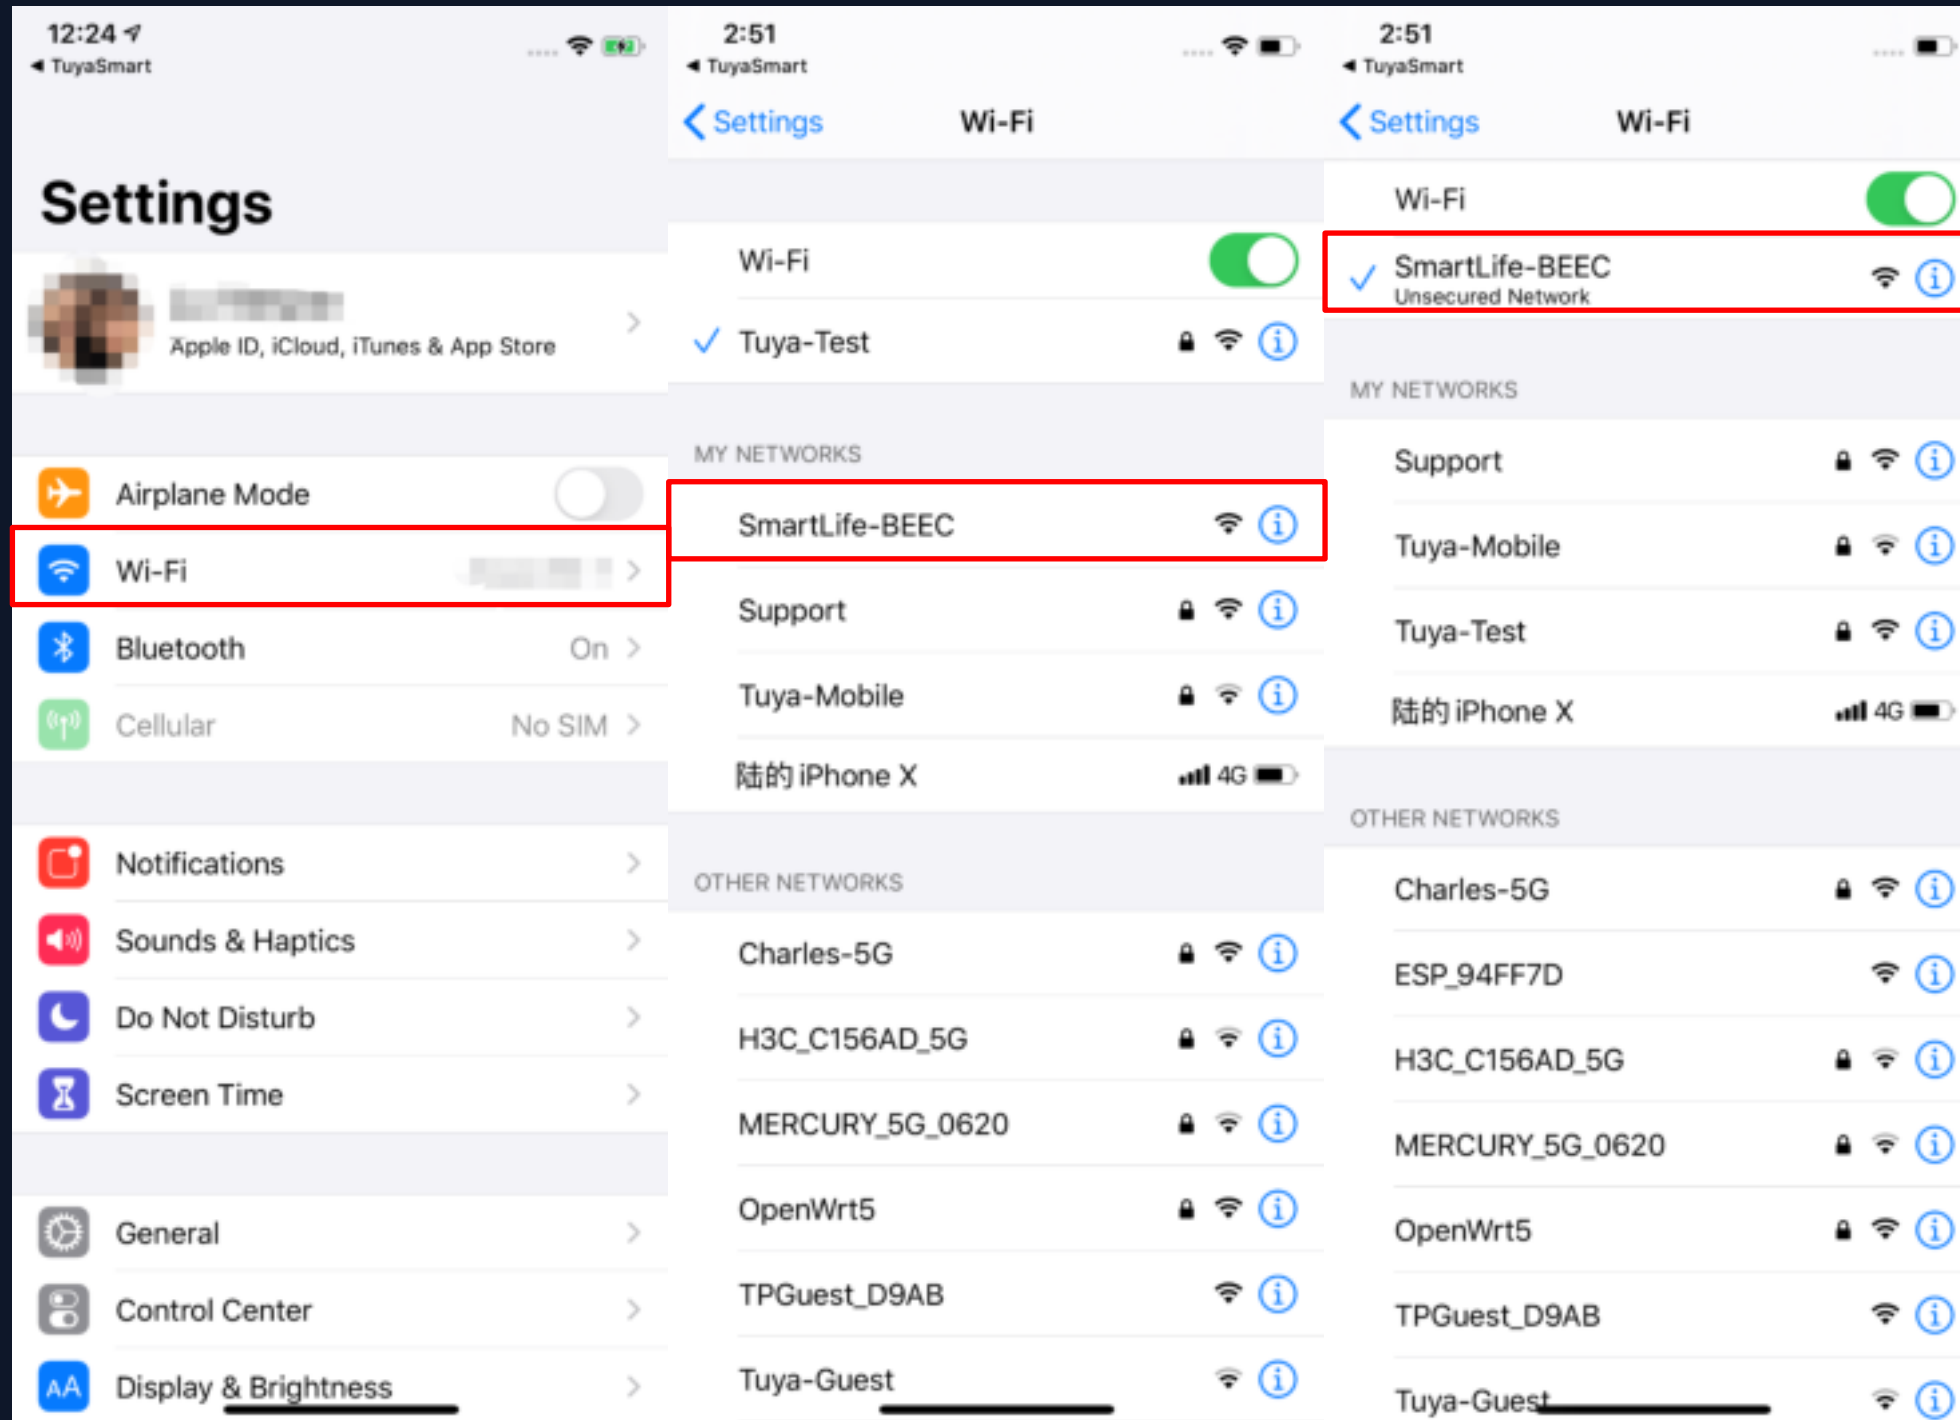 12:24
TuyaSmart
Settings
Apple ID, iCloud, iTunes & App Store
Airplane Mode
Wi-Fi
Bluetooth On
Cellular No SIM
Notifications
Sounds & Haptics
Do Not Disturb
Screen Time
General
Control Center
AA Display & Brightness
2:51
TuyaSmart
Settings Wi-Fi
Wi-Fi
Tuya-Test
MY NETWORKS
SmartLife-BEEC
Support
Tuya-Mobile
陆的 iPhone X 4G
OTHER NETWORKS
Charles-5G
H3C_C156AD_5G
MERCURY_5G_0620
OpenWrt5
TPGuest_D9AB
Tuya-Guest
2:51
TuyaSmart
Settings Wi-Fi
Wi-Fi
SmartLife-BEEC
Unsecured Network
MY NETWORKS
Support
Tuya-Mobile
Tuya-Test
陆的 iPhone X 4G
OTHER NETWORKS
Charles-5G
ESP_94FF7D
H3C_C156AD_5G
MERCURY_5G_0620
OpenWrt5
TPGuest_D9AB
Tuya-Guest